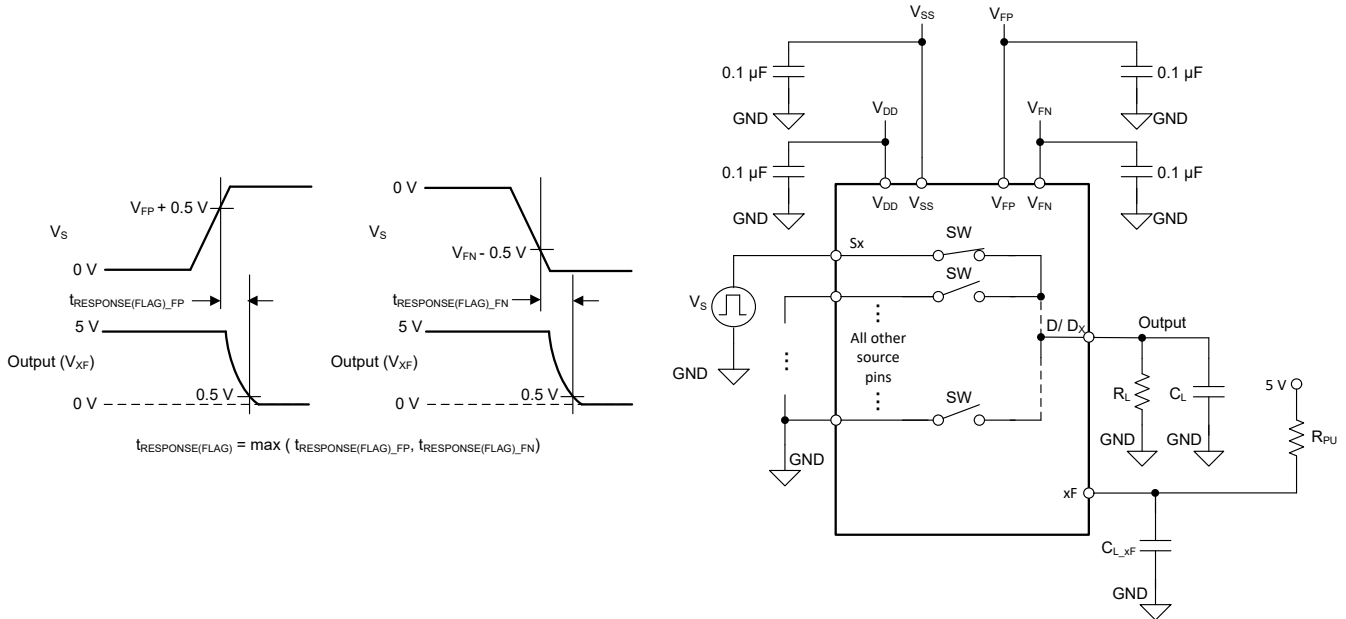 0 V
V_FP + 0.5 V
V_S
0 V
V_FN - 0.5 V
V_S
t_RESPONSE(FLAG)_FP
t_RESPONSE(FLAG)_FN
5 V
5 V
Output (V_XF)
Output (V_XF)
0.5 V
0.5 V
0 V
0 V
t_RESPONSE(FLAG) = max ( t_RESPONSE(FLAG)_FP, t_RESPONSE(FLAG)_FN)
V_SS
V_FP
0.1 µF
0.1 µF
GND
GND
V_DD
V_FN
0.1 µF
0.1 µF
GND
GND
V_DD
V_SS
V_FP
V_FN
Sx
SW
SW
V_S
GND
...
All other
source
pins
...
...
D/ D_X
Output
R_L
C_L
GND
GND
5 V
R_PU
SW
GND
xF
C_L_xF
GND